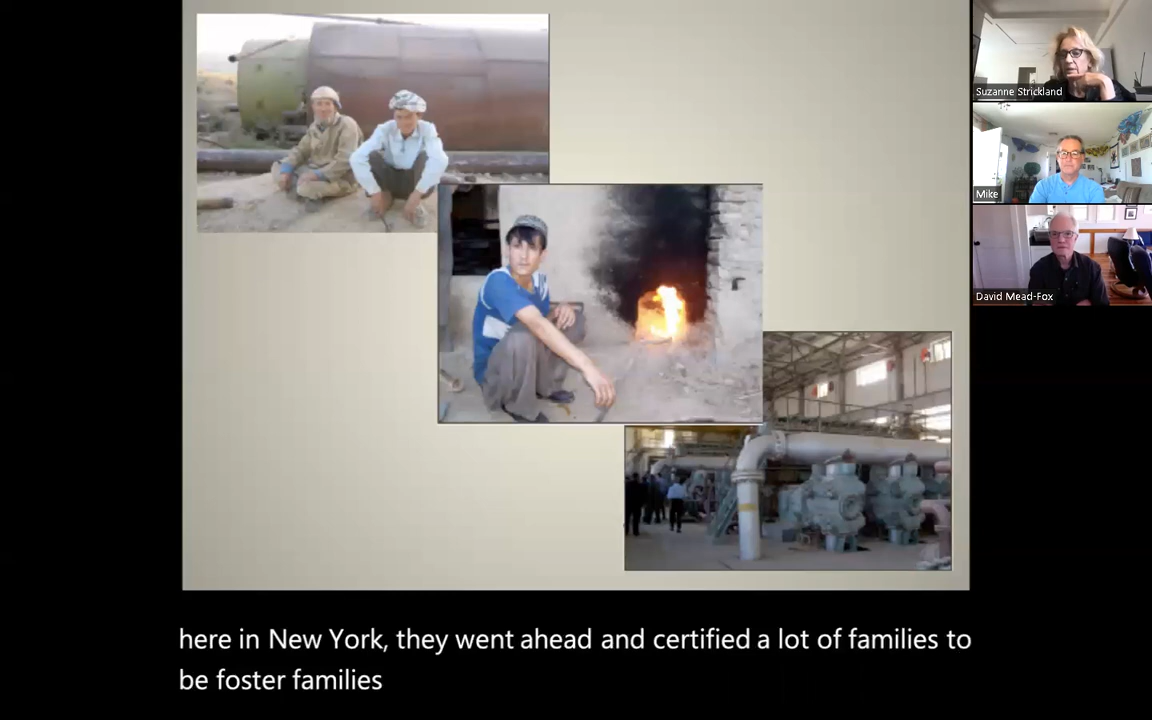 Suzanne Strickland
Mike
David Mead-Fox
here in New York, they went ahead and certified a lot of families to
be foster families